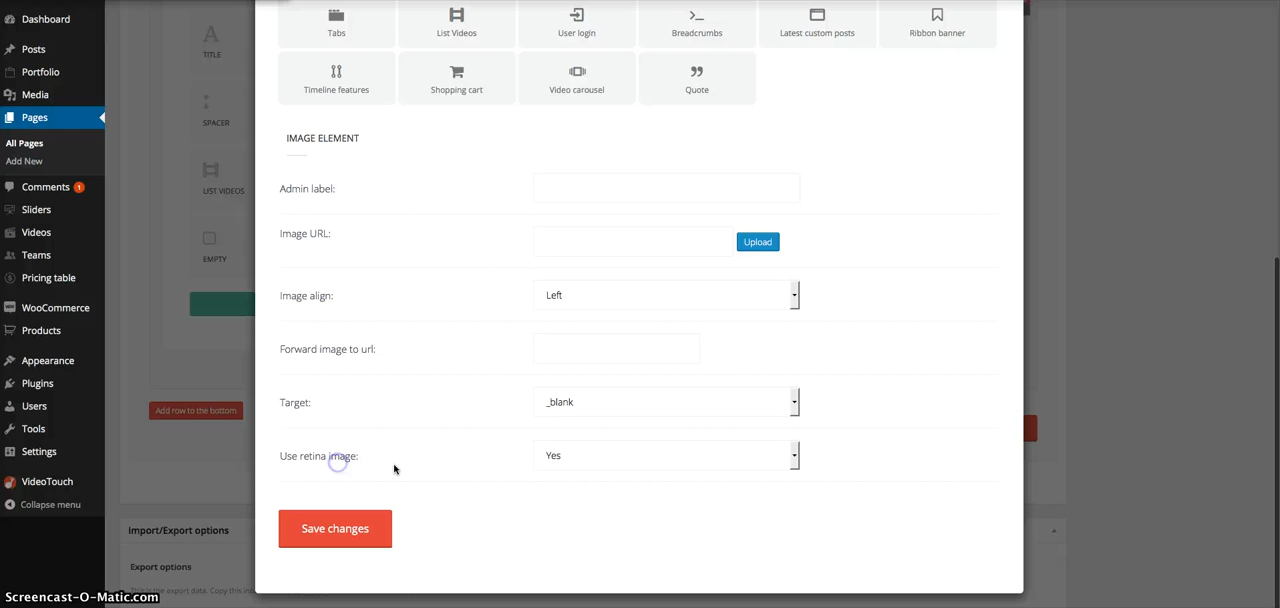 Dashboard
Posts
Portfolio
Media
Pages
All Pages
Add New
Comments 1
Sliders
Videos
Teams
Pricing table
WooCommerce
Products
Appearance
Plugins
Users
Tools
Settings
VideoTouch
Collapse menu
TITLE
SPACER
LIST VIDEOS
EMPTY
Add row to the bottom
Import/Export options
Export options
Tabs
List Videos
User login
Breadcrumbs
Latest custom posts
Ribbon banner
Timeline features
Shopping cart
Video carousel
Quote
IMAGE ELEMENT
Admin label:
Image URL:
Upload
Image align:
Left
Forward image to url:
Target:
_blank
Use retina image:
Yes
Save changes
Screencast-O-Matic.com